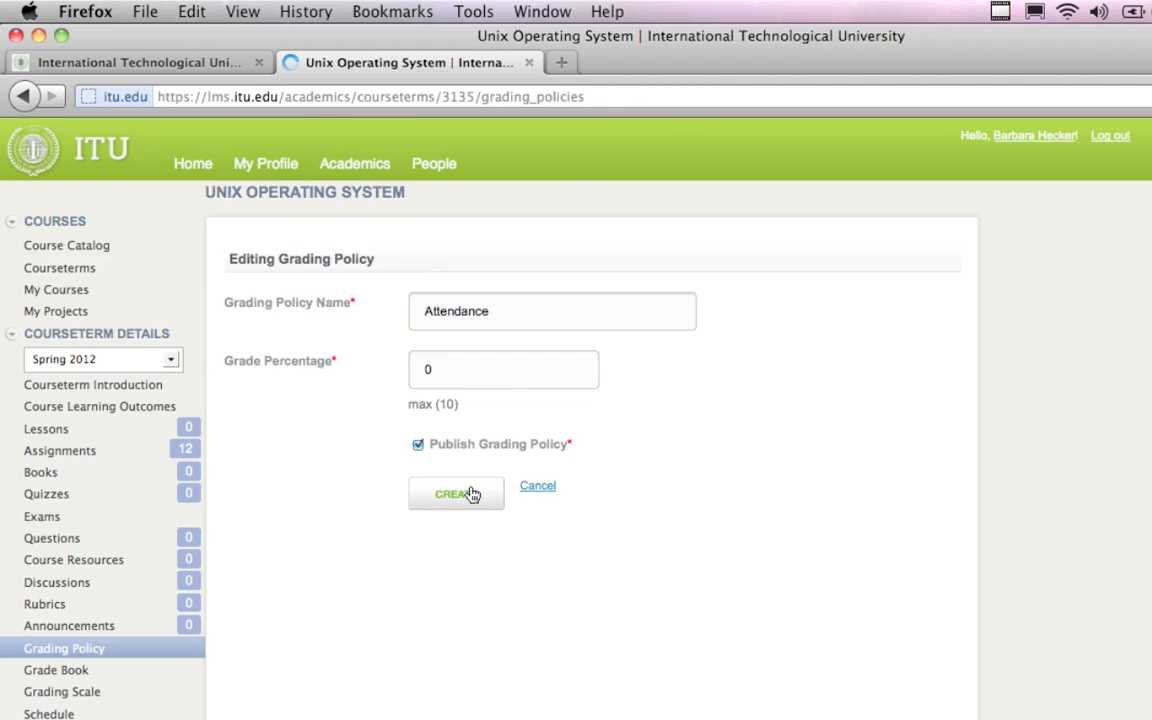 Firefox File Edit View History Bookmarks Tools Window Help
Unix Operating System | International Technological University
International Technological Uni...
Unix Operating System | Interna...
itu.edu https://lms.itu.edu/academics/courseterms/3135/grading_policies
ITU
Home My Profile Academics People
Hello, Barbara Hecker! Log out
UNIX OPERATING SYSTEM
COURSES
Course Catalog
Courseterms
My Courses
My Projects
COURSETERM DETAILS
Spring 2012
Courseterm Introduction
Course Learning Outcomes
Lessons 0
Assignments 12
Books 0
Quizzes 0
Exams
Questions 0
Course Resources 0
Discussions 0
Rubrics 0
Announcements 0
Grading Policy
Grade Book
Grading Scale
Schedule
Editing Grading Policy
Grading Policy Name* Attendance
Grade Percentage* 0
max (10)
Publish Grading Policy*
Cancel